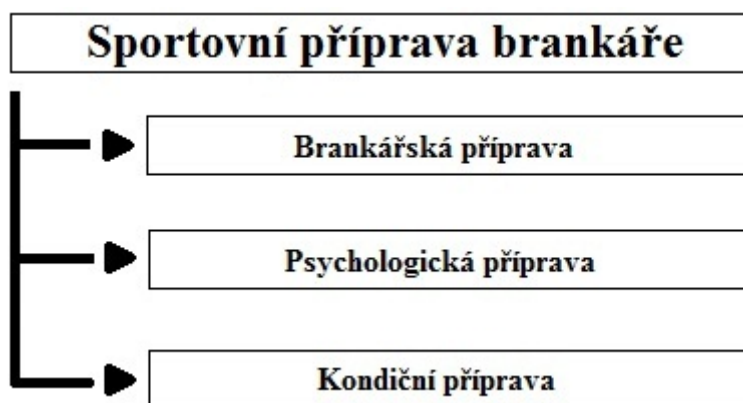 Sportovní příprava brankáře
Brankářská příprava
Psychologická příprava
Kondiční příprava